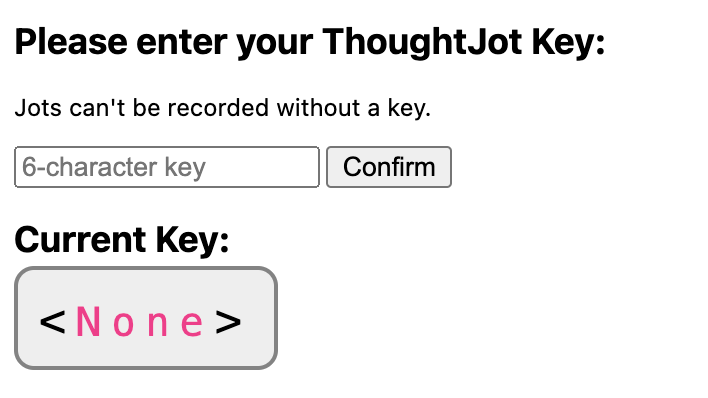 Please enter your ThoughtJot Key:
Jots can't be recorded without a key.
6-character key Confirm
Current Key:
<None>